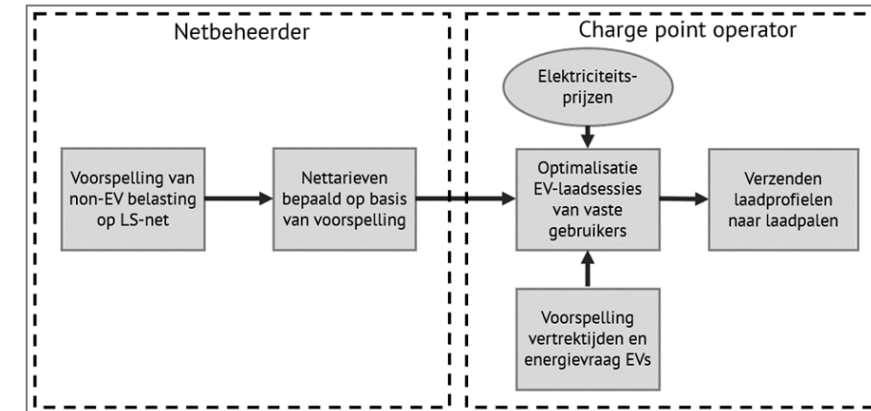 Netbeheerder
Voorspelling van
non-EV belasting
op LS-net
Nettarieven
bepaald op basis
van voorspelling
Charge point operator
Elektriciteits-
prijzen
Optimalisatie
EV-laadsessies
van vaste
gebruikers
Verzenden
laadprofielen
naar laadpalen
Voorspelling
vertrektijden en
energievraag EVs